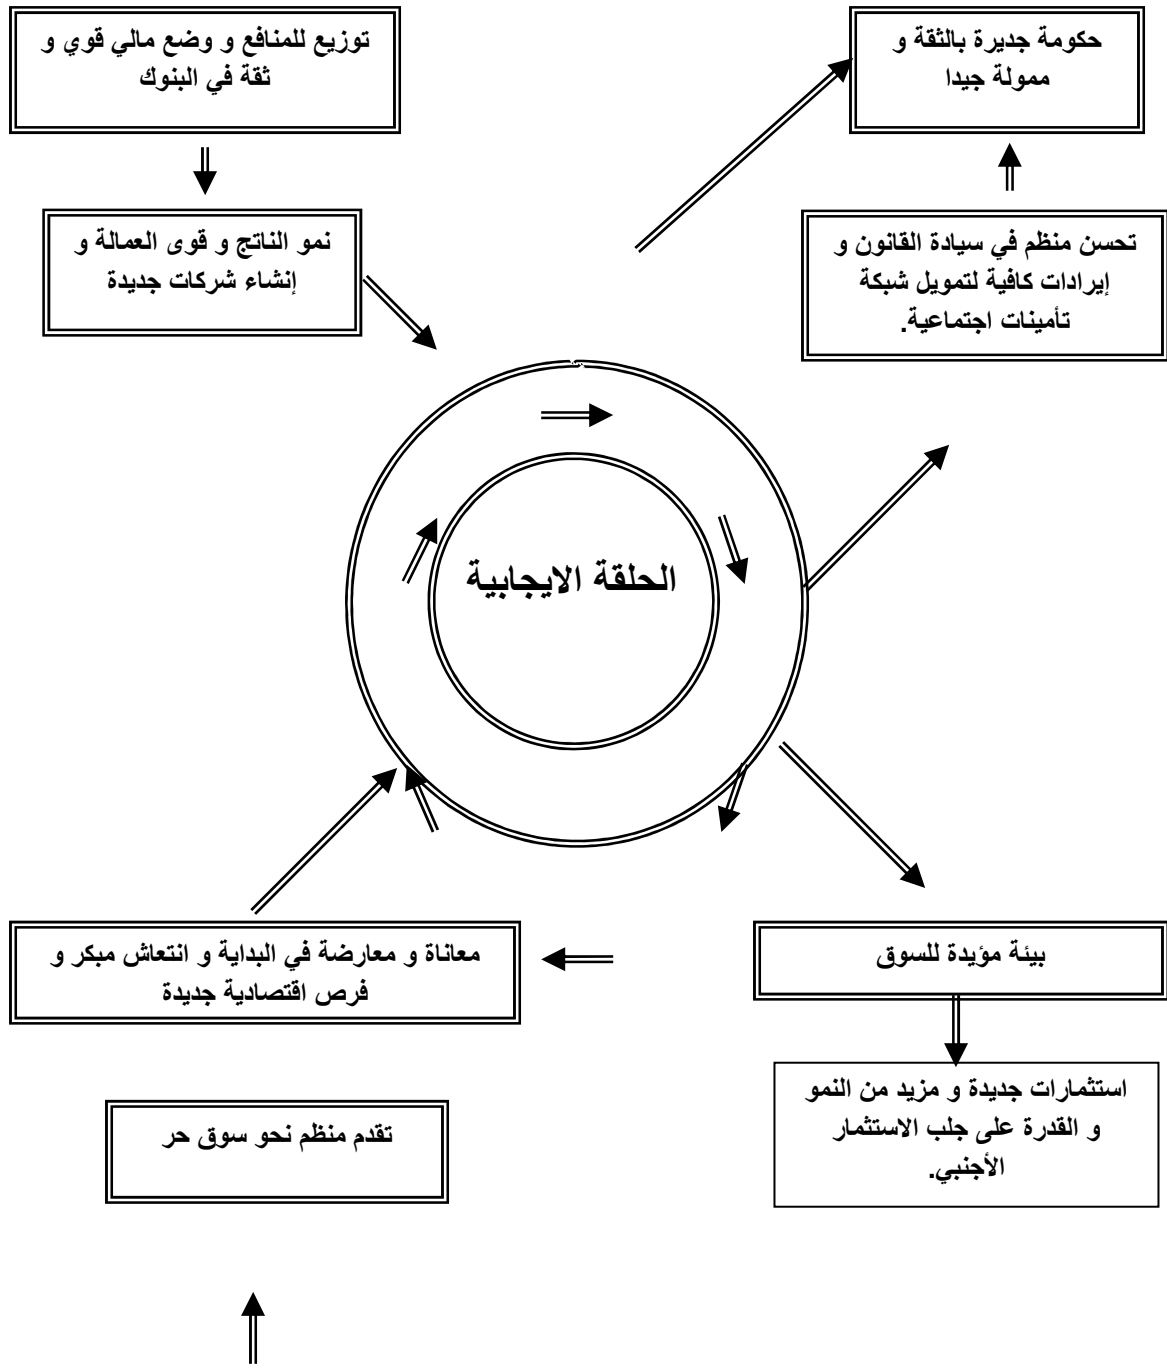 توزيع للمنافع و وضع مالي قوي و
ثقة في البنوك
حكومة جديرة بالثقة و
ممولة جيدا
نمو الناتج و قوى العمالة و
إنشاء شركات جديدة
تحسن منظم في سيادة القانون و
إيرادات كافية لتمويل شبكة
تأمينات اجتماعية.
الحلقة الايجابية
معاناة و معارضة في البداية و انتعاش مبكر و
فرص اقتصادية جديدة
بيئة مؤيدة للسوق
استثمارات جديدة و مزيد من النمو
و القدرة على جلب الاستثمار
الأجنبي.
تقدم منظم نحو سوق حر